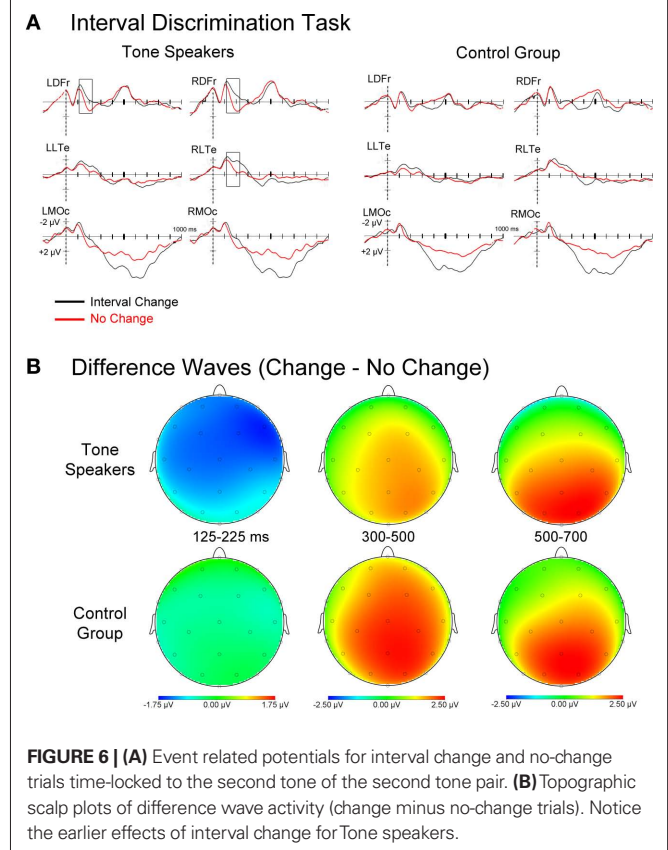 A Interval Discrimination Task
Tone Speakers Control Group
LDFr RDFr LDFr RDFr
LLTe RLTe LLTe RLTe
LMOc RMOc LMOc RMOc
-2 µV 1000 ms -2 µV 1000 ms
+2 µV +2 µV
Interval Change
No Change
B Difference Waves (Change - No Change)
Tone
Speakers
125-225 ms 300-500 500-700
Control
Group
-1.75 µV 0.00 µV 1.75 µV -2.50 µV 0.00 µV 2.50 µV -2.50 µV 0.00 µV 2.50 µV
FIGURE 6 | (A) Event related potentials for interval change and no-change
trials time-locked to the second tone of the second tone pair. (B) Topographic
scalp plots of difference wave activity (change minus no-change trials). Notice
the earlier effects of interval change for Tone speakers.